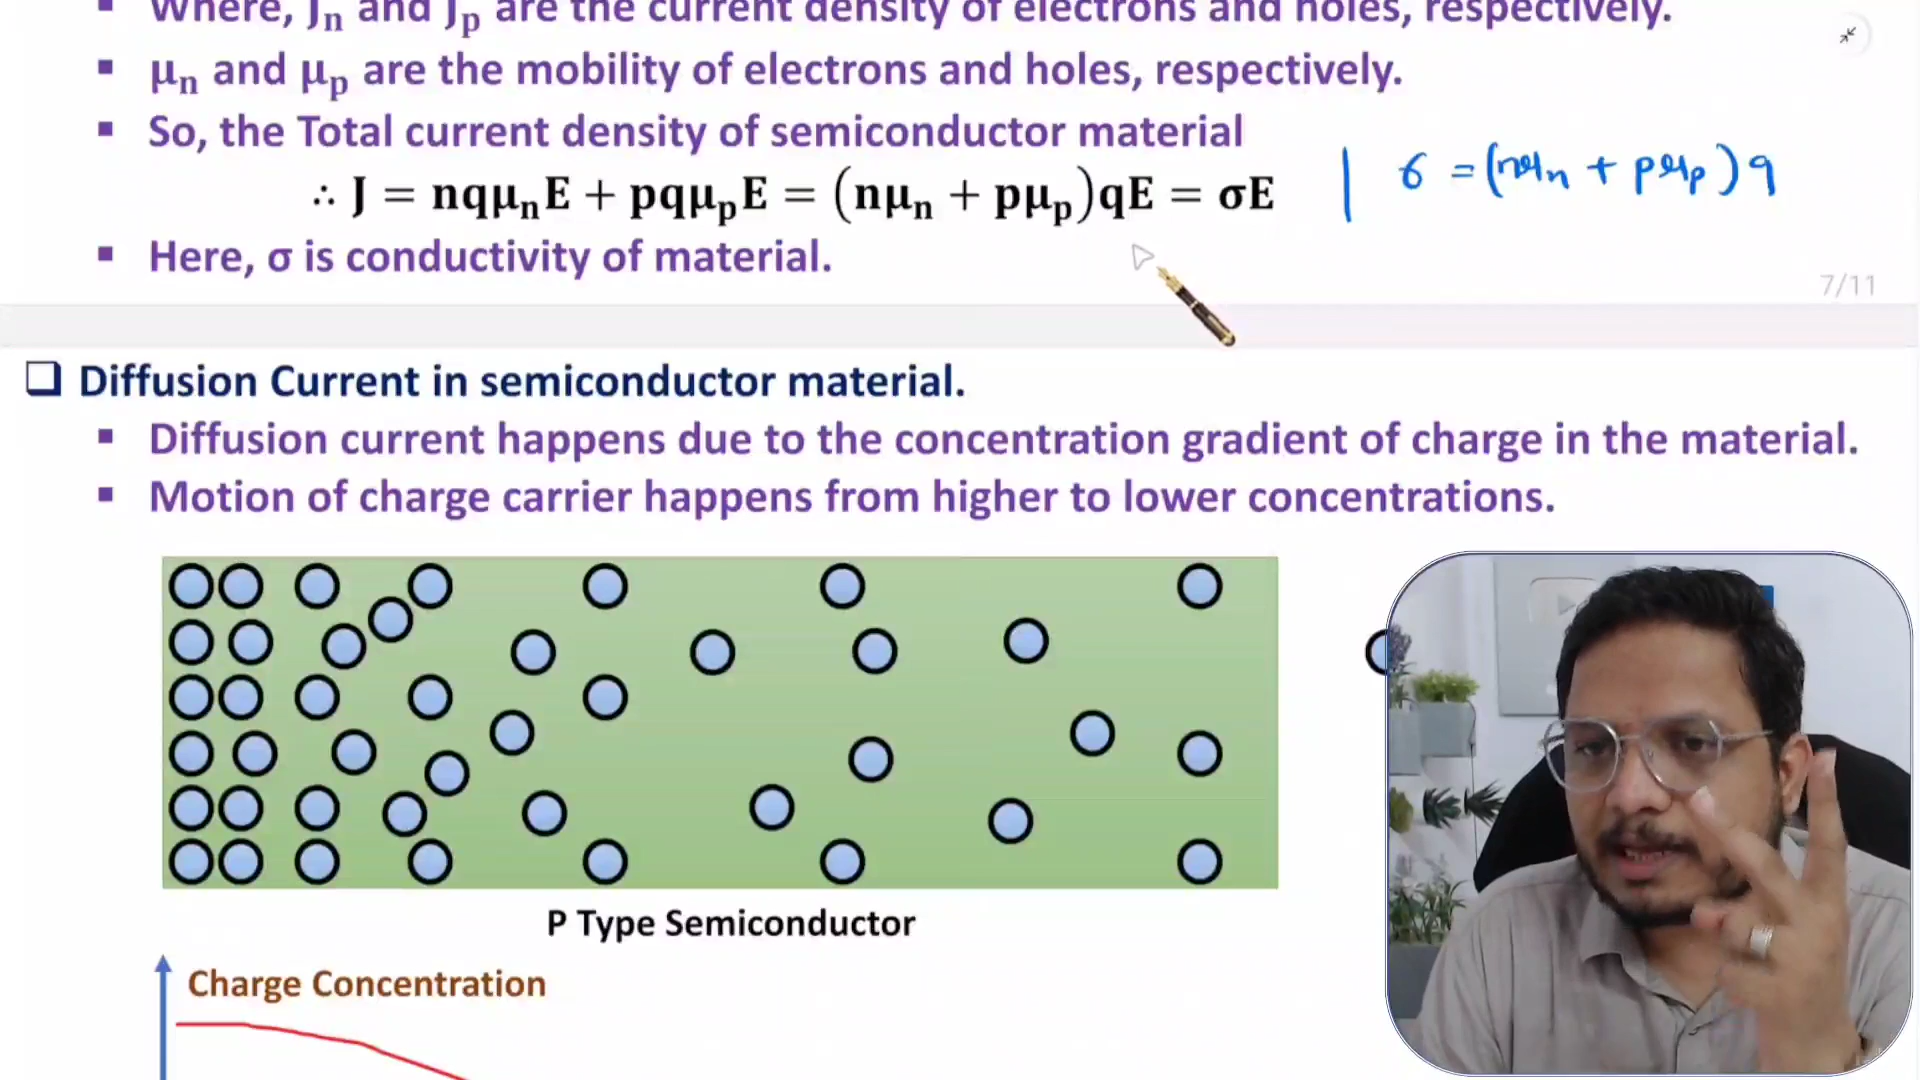 Where, Jn and Jp are the current density of electrons and holes, respectively.
μn and μp are the mobility of electrons and holes, respectively.
So, the Total current density of semiconductor material
∴ J = nqμnE + pqμpE = (nμn + pμp)qE = σE
σ = (nμn + pμp)q
Here, σ is conductivity of material.
7/11
❑ Diffusion Current in semiconductor material.
Diffusion current happens due to the concentration gradient of charge in the material.
Motion of charge carrier happens from higher to lower concentrations.
P Type Semiconductor
Charge Concentration